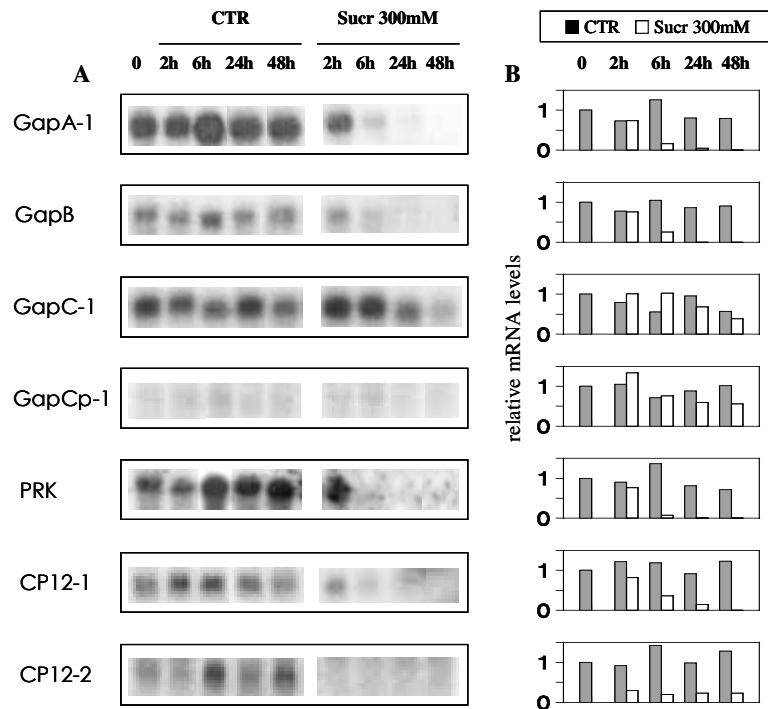 CTR Sucr 300mM
CTR Sucr 300mM
A 0 2h 6h 24h 48h 2h 6h 24h 48h
B 0 2h 6h 24h 48h
GapA-1
1
0
GapB
1
0
GapC-1
1
0
GapCp-1
1
0
PRK
1
0
CP12-1
1
0
CP12-2
1
0
relative mRNA levels